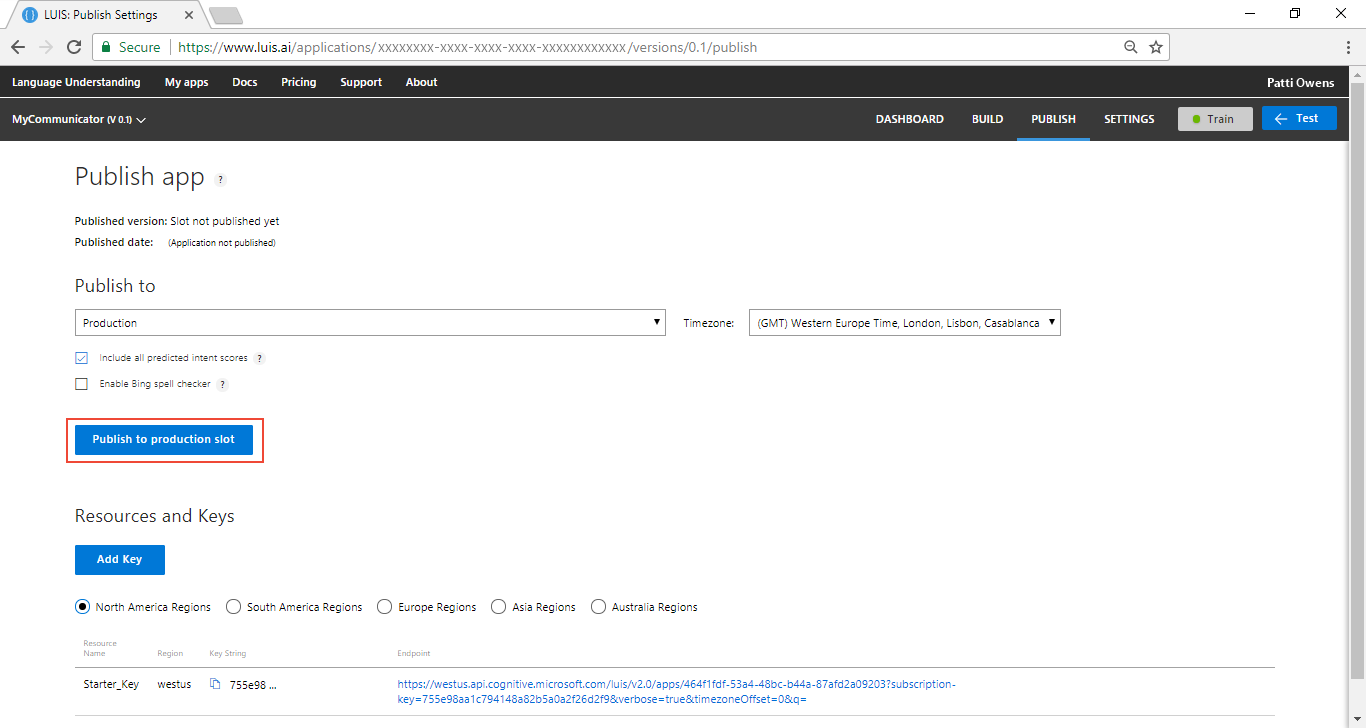 LUIS: Publish Settings
Secure https://www.luis.ai/applications/xxxxxxxx-xxxx-xxxx-xxxx-xxxxxxxxxxxx/versions/0.1/publish
Language Understanding My apps Docs Pricing Support About Patti Owens
MyCommunicator (V 0.1) DASHBOARD BUILD PUBLISH SETTINGS Train Test
Publish app ?
Published version: Slot not published yet
Published date: (Application not published)
Publish to
Production Timezone: (GMT) Western Europe Time, London, Lisbon, Casablanca
Include all predicted intent scores ?
Enable Bing spell checker ?
Publish to production slot
Resources and Keys
Add Key
North America Regions South America Regions Europe Regions Asia Regions Australia Regions
Resource
Name Region Key String Endpoint
Starter_Key westus 755e98 ... https://westus.api.cognitive.microsoft.com/luis/v2.0/apps/464f1fdf-53a4-48bc-b44a-87afd2a09203?subscription-
key=755e98aa1c794148a82b5a0a2f26d2f9&verbose=true&timezoneOffset=0&q=